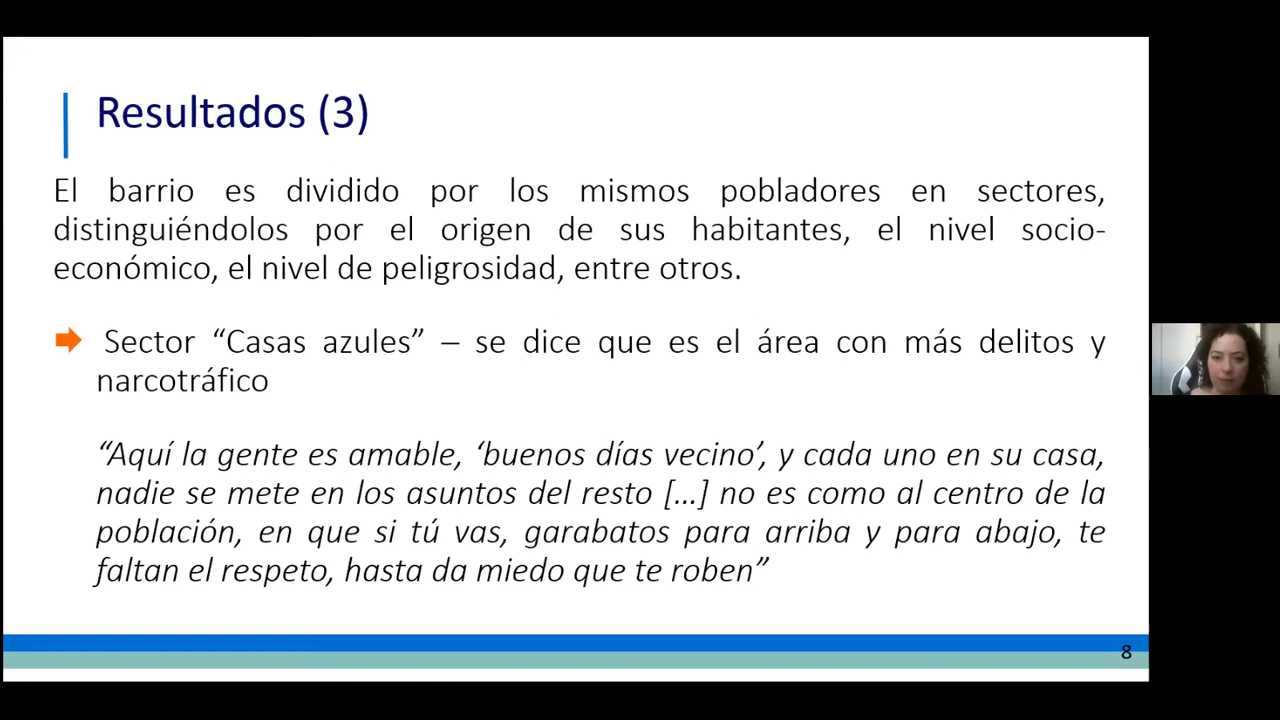 Resultados (3)
El barrio es dividido por los mismos pobladores en sectores,
distinguiéndolos por el origen de sus habitantes, el nivel socio-
económico, el nivel de peligrosidad, entre otros.
Sector “Casas azules” – se dice que es el área con más delitos y
narcotráfico
“Aquí la gente es amable, ‘buenos días vecino’, y cada uno en su casa,
nadie se mete en los asuntos del resto […] no es como al centro de la
población, en que si tú vas, garabatos para arriba y para abajo, te
faltan el respeto, hasta da miedo que te roben”
8